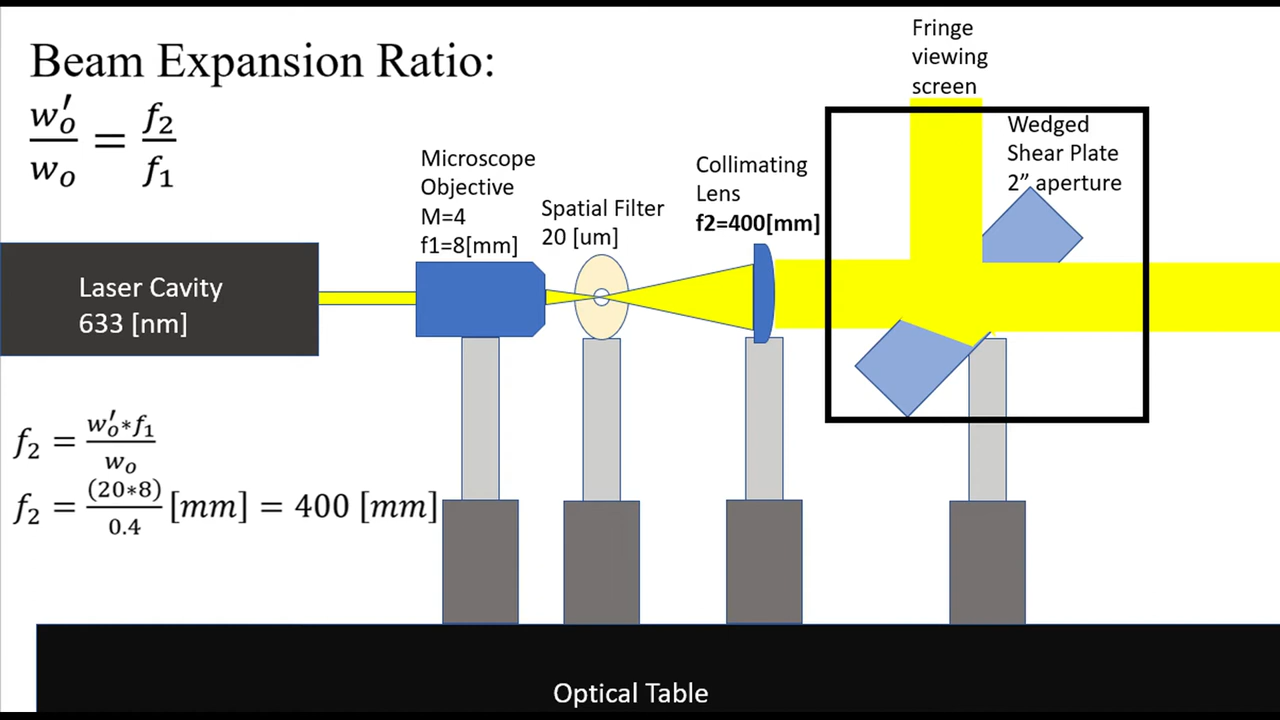 Beam Expansion Ratio:
w′ₒ/wₒ = f₂/f₁
Fringe
viewing
screen
Wedged
Shear Plate
2” aperture
Microscope
Objective
M=4
f1=8[mm]
Spatial Filter
20 [um]
Collimating
Lens
f2=400[mm]
Laser Cavity
633 [nm]
f₂ = w′ₒ*f₁/wₒ
f₂ = (20*8)/0.4 [mm] = 400 [mm]
Optical Table